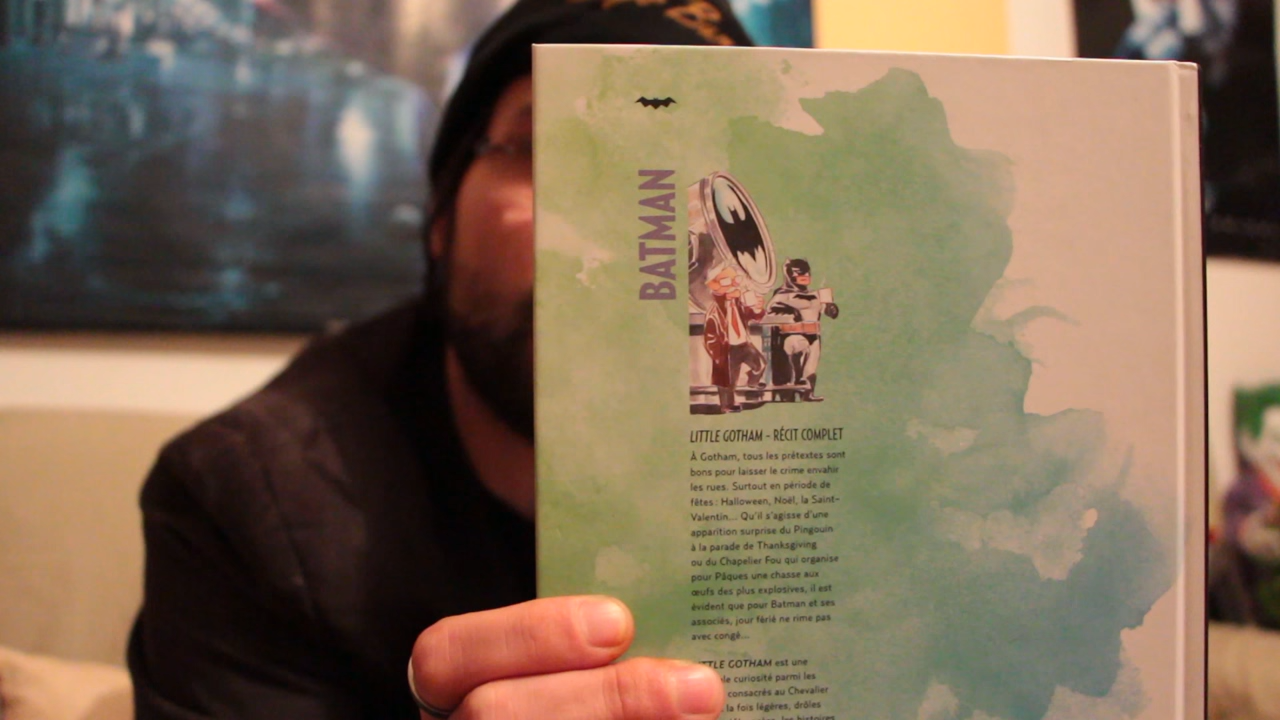 BATMAN
LITTLE GOTHAM – RÉCIT COMPLET
À Gotham, tous les prétextes sont
bons pour laisser le crime envahir
les rues. Surtout en période de
fêtes : Halloween, Noël, la Saint-
Valentin... Qu'il s'agisse d'une
apparition surprise du Pingouin
à la parade de Thanksgiving
ou du Chapelier Fou qui organise
pour Pâques une chasse aux
œufs des plus explosives, il est
évident que pour Batman et ses
associés, jour férié ne rime pas
avec congé...
GOTHAM est une
curiosité parmi les
consacrés au Chevalier
la fois légères, drôles
les histoires